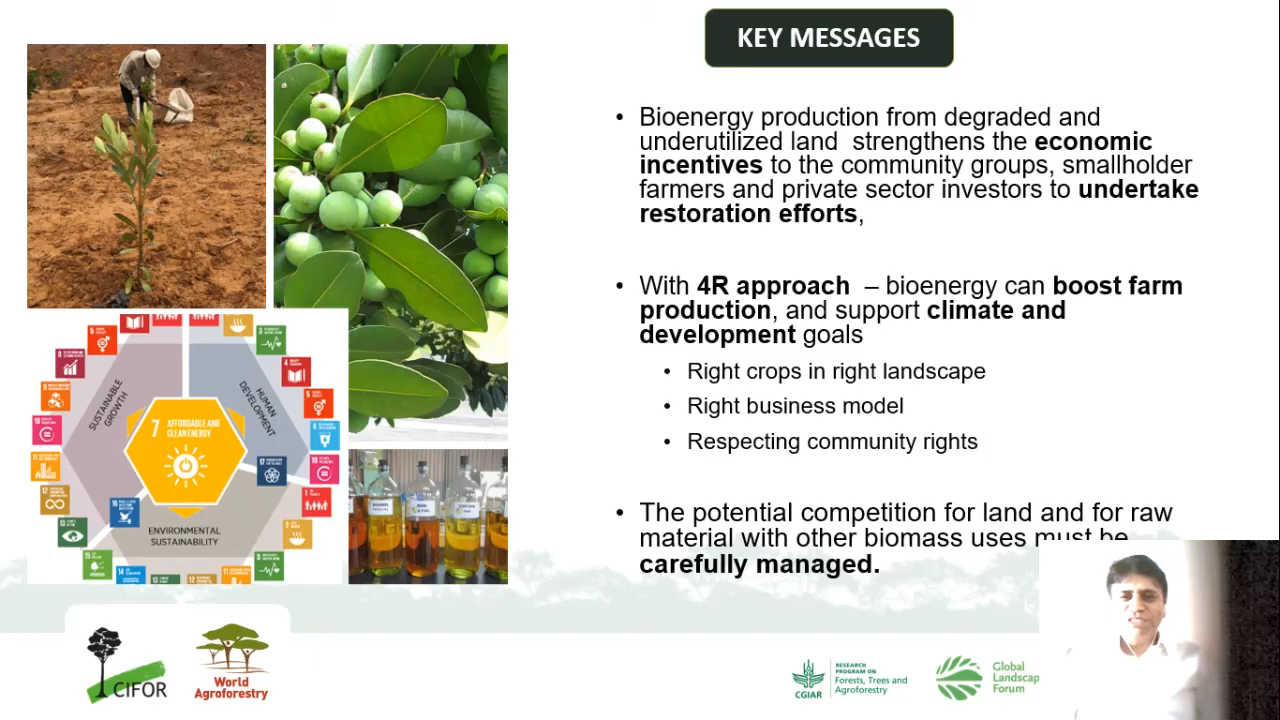 KEY MESSAGES
• Bioenergy production from degraded and
underutilized land strengthens the economic
incentives to the community groups, smallholder
farmers and private sector investors to undertake
restoration efforts,
• With 4R approach – bioenergy can boost farm
production, and support climate and
development goals
• Right crops in right landscape
• Right business model
• Respecting community rights
• The potential competition for land and for raw
material with other biomass uses must be
carefully managed.
SUSTAINABLE
GROWTH
HUMAN
DEVELOPMENT
7 AFFORDABLE AND
CLEAN ENERGY
ENVIRONMENTAL
SUSTAINABILITY
CIFOR
World
Agroforestry
CGIAR
RESEARCH
PROGRAM ON
Forests, Trees and
Agroforestry
Global
Landscap
Forum